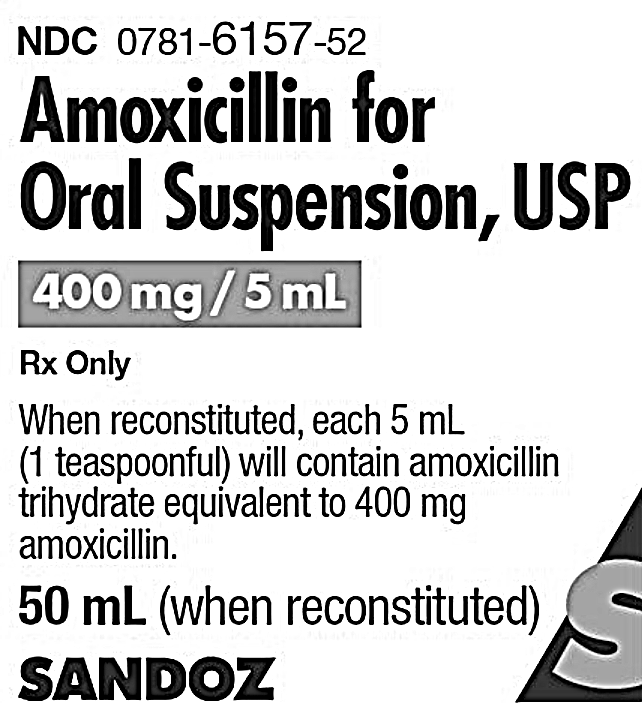 NDC 0781-6157-52
Amoxicillin for
Oral Suspension, USP
400 mg / 5 mL
Rx Only
When reconstituted, each 5 mL
(1 teaspoonful) will contain amoxicillin
trihydrate equivalent to 400 mg
amoxicillin.
50 mL (when reconstituted)
SANDOZ
S